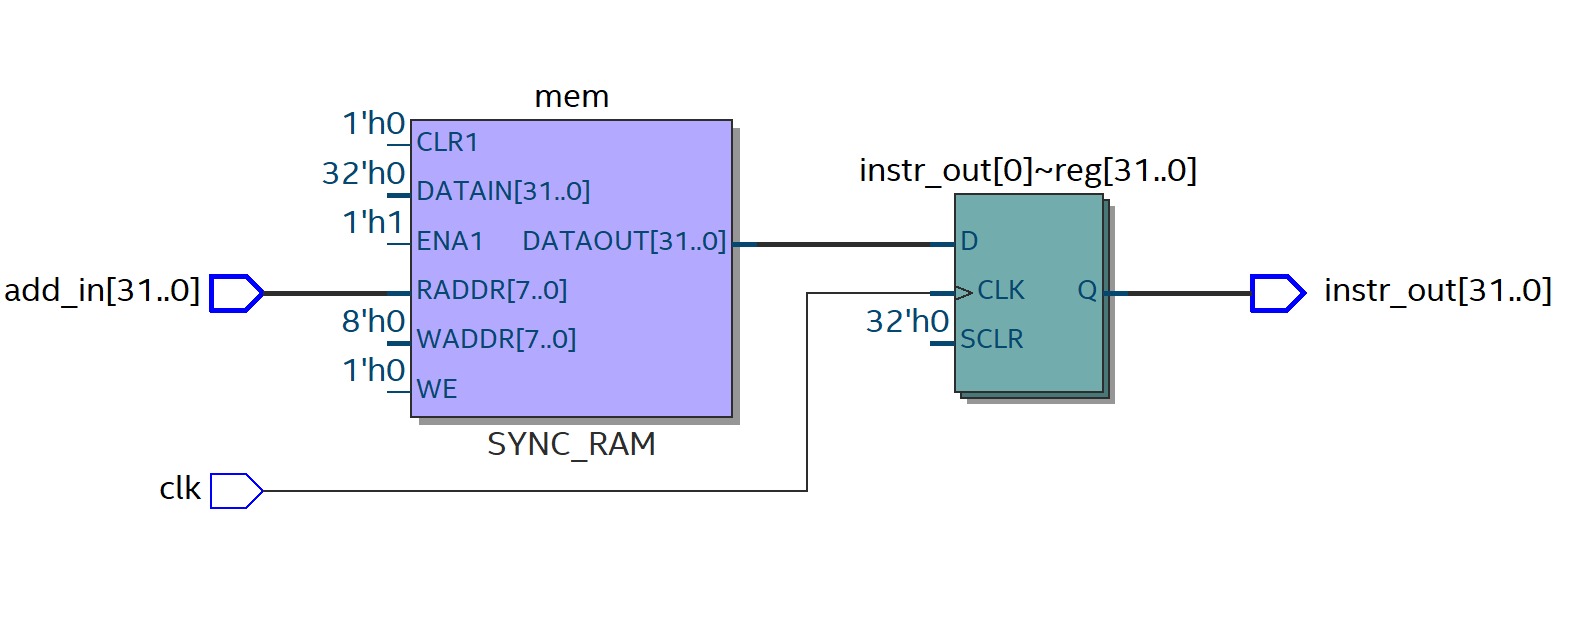 mem
1'h0
CLR1
32'h0
DATAIN[31..0]
1'h1
ENA1 DATAOUT[31..0]
add_in[31..0]
RADDR[7..0]
8'h0
WADDR[7..0]
1'h0
WE
SYNC_RAM
clk
instr_out[0]~reg[31..0]
D
CLK Q
32'h0
SCLR
instr_out[31..0]